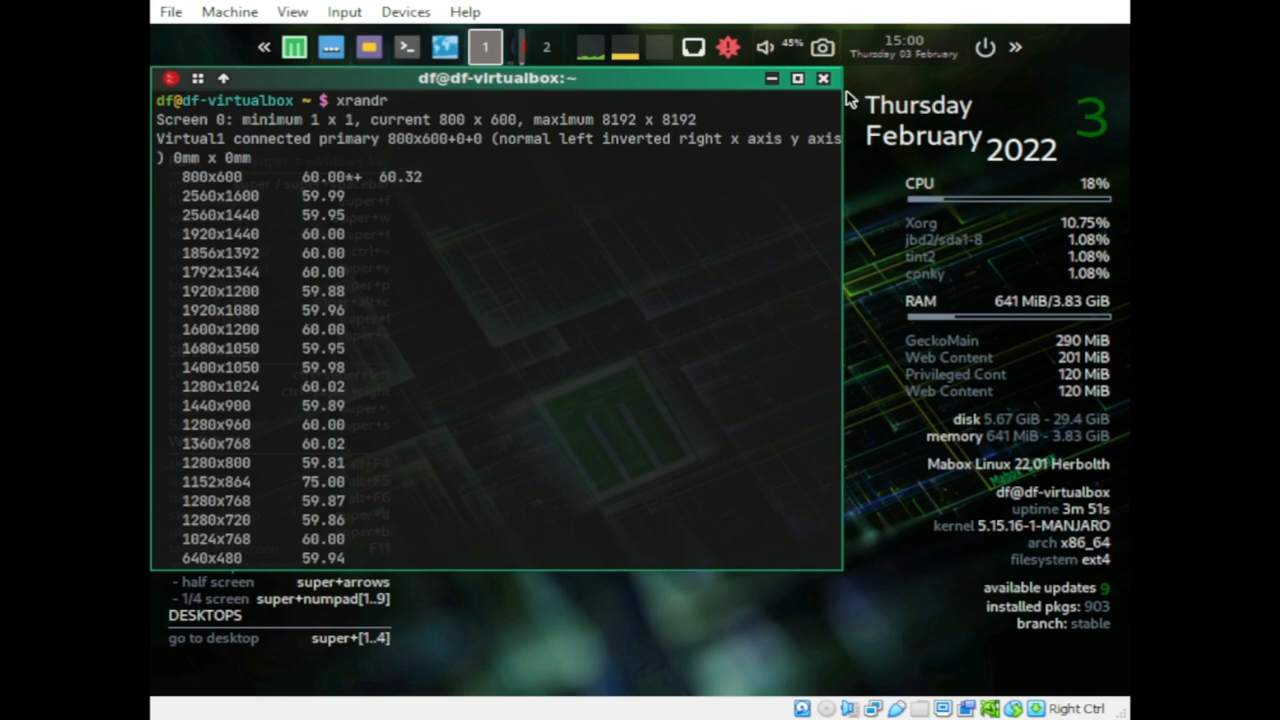 File Machine View Input Devices Help
« 1 2 45% 15:00 »
Thursday 03 February
df@df-virtualbox:~
df@df-virtualbox ~ $ xrandr
Screen 0: minimum 1 x 1, current 800 x 600, maximum 8192 x 8192
Virtual1 connected primary 800x600+0+0 (normal left inverted right x axis y axis
) 0mm x 0mm
800x600 60.00*+ 60.32
2560x1600 59.99
2560x1440 59.95
1920x1440 60.00
1856x1392 60.00
1792x1344 60.00
1920x1200 59.88
1920x1080 59.96
1600x1200 60.00
1680x1050 59.95
1400x1050 59.98
1280x1024 60.02
1440x900 59.89
1280x960 60.00
1360x768 60.02
1280x800 59.81
1152x864 75.00
1280x768 59.87
1280x720 59.86
1024x768 60.00
640x480 59.94
- half screen super+arrows
- 1/4 screen super+numpad[1..9]
DESKTOPS
go to desktop super+[1..4]
Thursday 3
February 2022
CPU 18%
Xorg 10.75%
jbd2/sda1-8 1.08%
tint2 1.08%
conky 1.08%
RAM 641 MiB/3.83 GiB
GeckoMain 290 MiB
Web Content 201 MiB
Privileged Cont 120 MiB
Web Content 120 MiB
disk 5.67 GiB - 29.4 GiB
memory 641 MiB - 3.83 GiB
Mabox Linux 22.01 Herbolth
df@df-virtualbox
uptime 3m 51s
kernel 5.15.16-1-MANJARO
arch x86_64
filesystem ext4
available updates 9
installed pkgs: 903
branch: stable
Right Ctrl